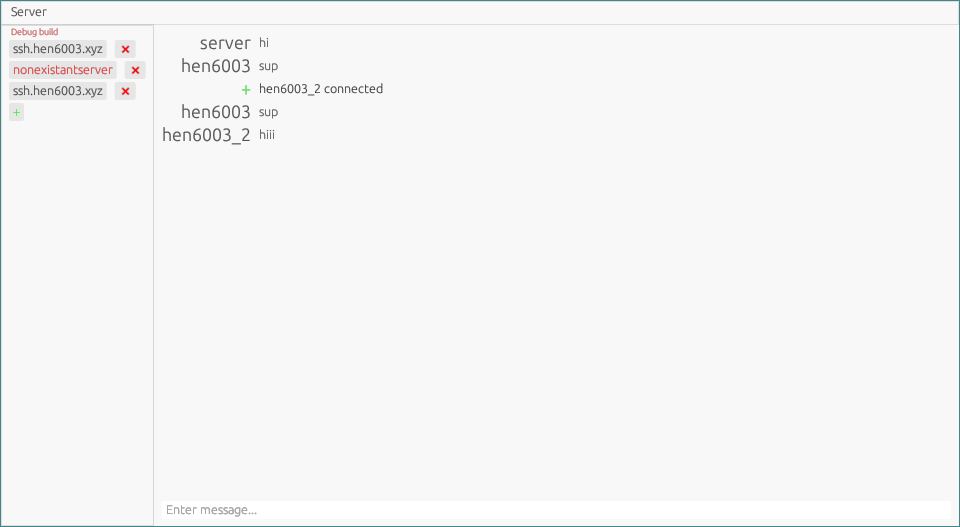 Server
Debug build
ssh.hen6003.xyz ×
nonexistantserver ×
ssh.hen6003.xyz ×
+
server hi
hen6003 sup
+ hen6003_2 connected
hen6003 sup
hen6003_2 hiii
Enter message...